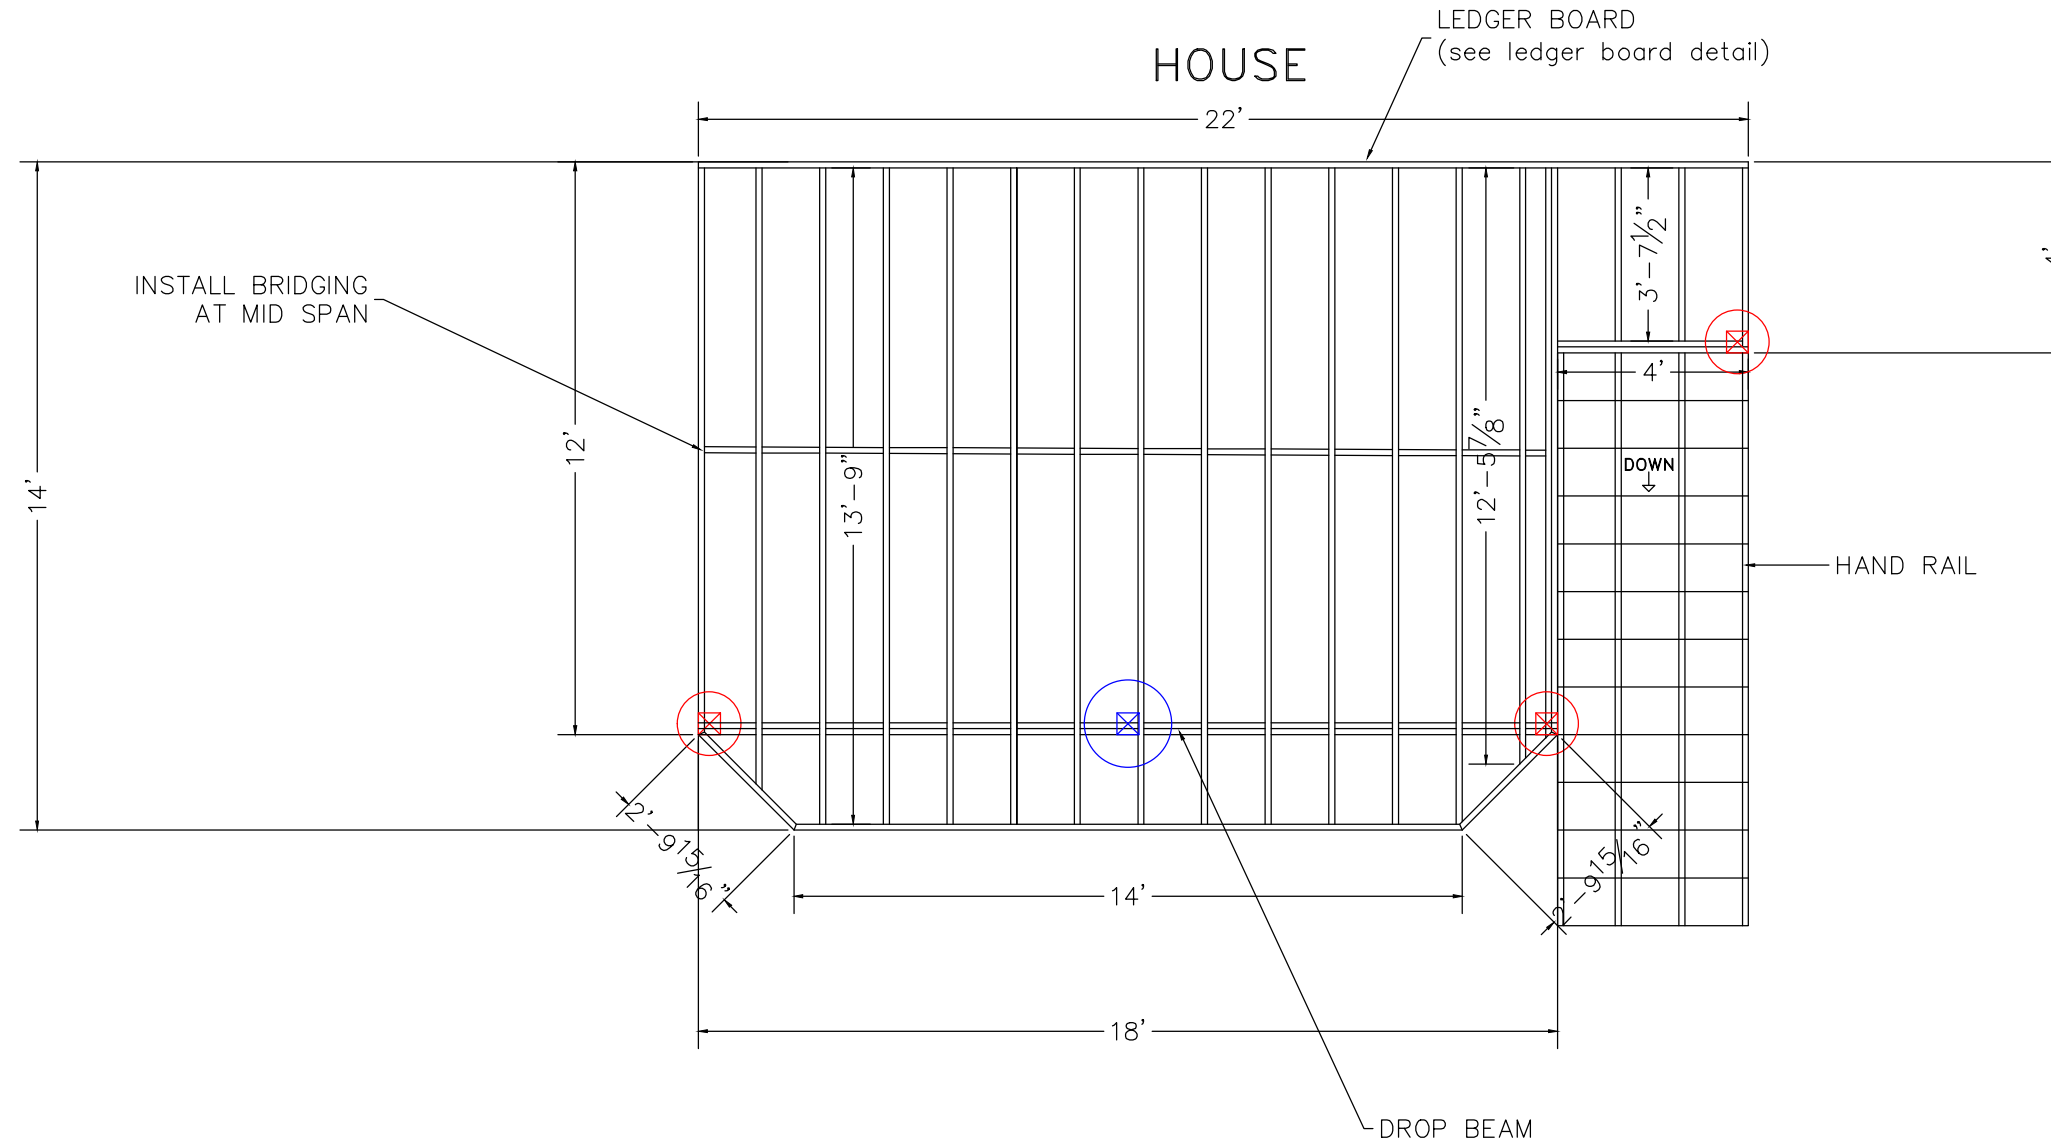 LEDGER BOARD
(see ledger board detail)
HOUSE
22'
3'-7½"
4'
INSTALL BRIDGING
AT MID SPAN
4'
12'
12'-5⅞"
DOWN
14'
13'-9"
HAND RAIL
2'-9 15/16"
2'-9 15/16"
14'
18'
DROP BEAM